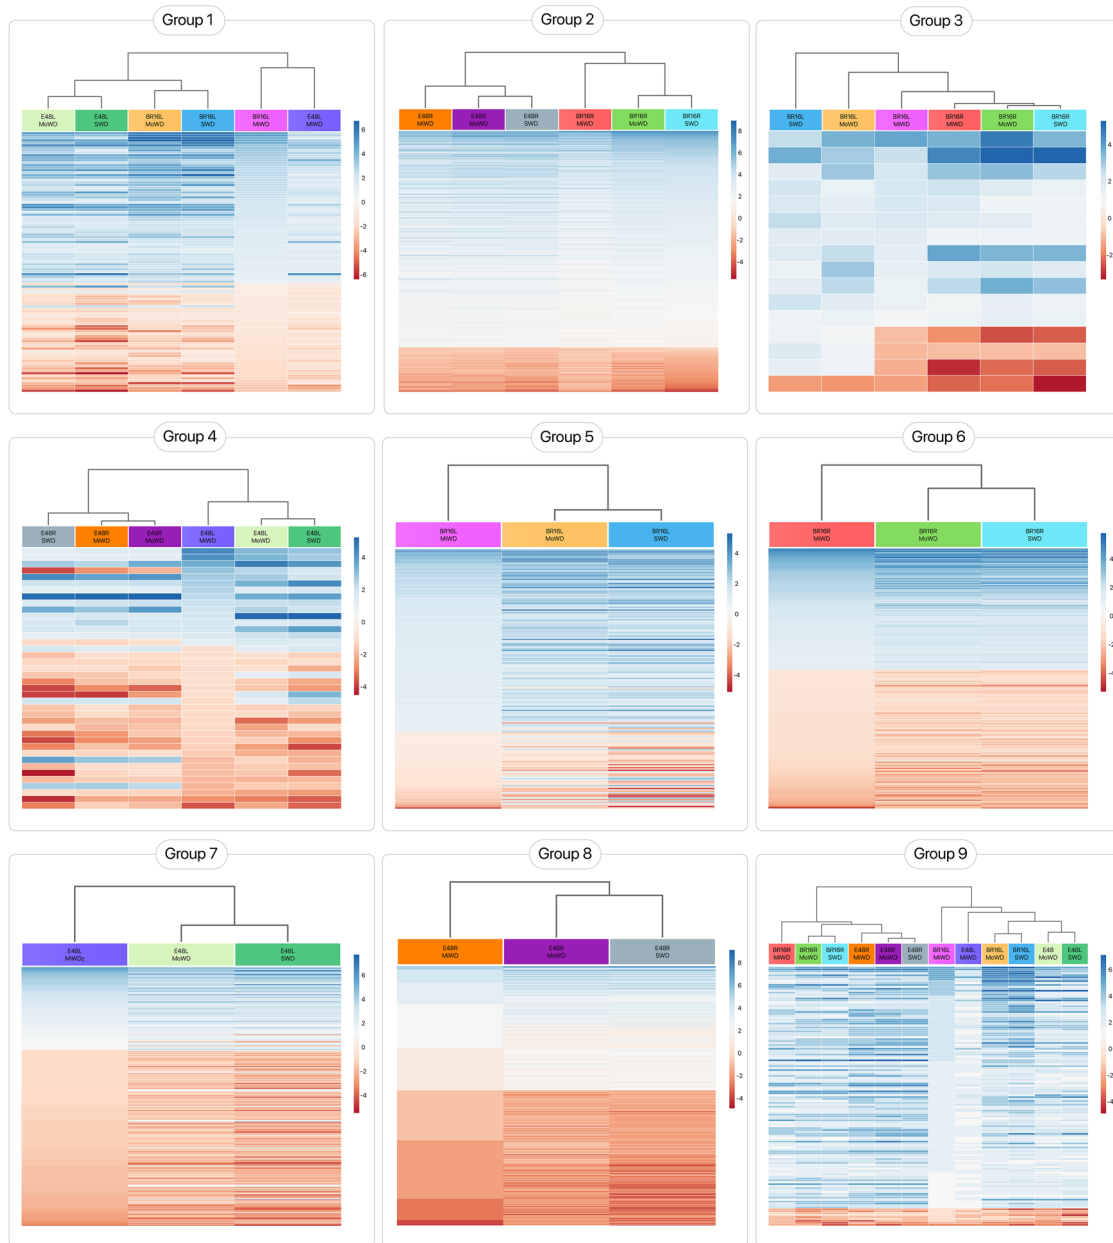 Group 1
E48L E48L BR16L BR16L BR16L E48L
MoWD SWD MoWD SWD MiWD MiWD
6
4
2
0
-2
-4
-6
Group 2
E48R E48R E48R BR16R BR16R BR16R
MiWD MoWD SWD MiWD MoWD SWD
8
6
4
2
0
-2
-4
Group 3
BR16L BR16L BR16L BR16R BR16R BR16R
SWD MoWD MiWD MiWD MoWD SWD
4
2
0
-2
Group 4
E48R E48R E48R E48L E48L E48L
SWD MiWD MoWD MiWD MoWD SWD
4
2
0
-2
-4
Group 5
BR16L BR16L BR16L
MiWD MoWD SWD
4
2
0
-2
-4
Group 6
BR16R BR16R BR16R
MiWD MoWD SWD
4
2
0
-2
-4
Group 7
E48L E48L E48L
MiWDz MoWD SWD
6
4
2
0
-2
-4
Group 8
E48R E48R E48R
MiWD MoWD SWD
8
6
4
2
0
-2
-4
Group 9
BR16R BR16R BR16R E48R E48R E48R BR16L E48L BR16L BR16L E48 E48L
MiWD MoWD SWD MiWD MoWD SWD MiWD MiWD MoWD SWD MoWD SWD
6
4
2
0
-2
-4